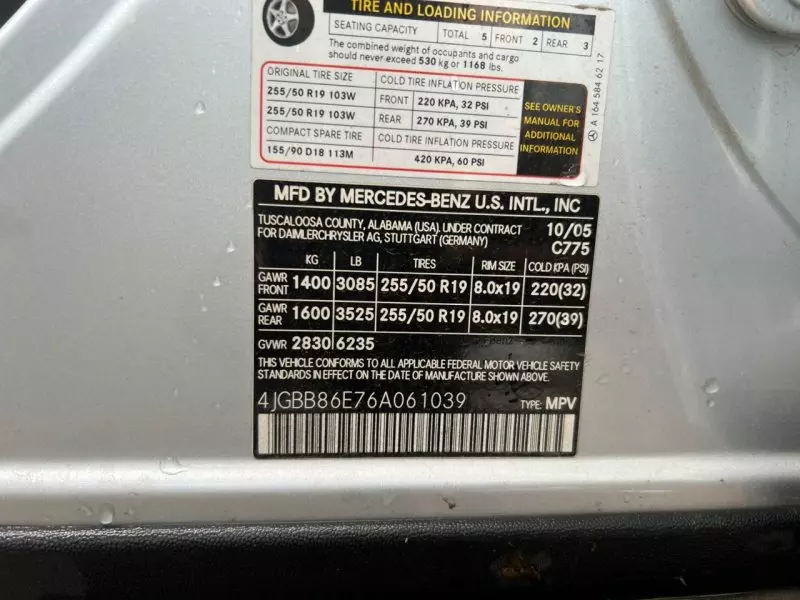 TIRE AND LOADING INFORMATION
SEATING CAPACITY TOTAL 5 FRONT 2 REAR 3
The combined weight of occupants and cargo
should never exceed 530 kg or 1168 lbs.
ORIGINAL TIRE SIZE COLD TIRE INFLATION PRESSURE
255/50 R19 103W FRONT 220 KPA, 32 PSI
255/50 R19 103W REAR 270 KPA, 39 PSI
COMPACT SPARE TIRE COLD TIRE INFLATION PRESSURE
155/90 D18 113M 420 KPA, 60 PSI
SEE OWNER'S
MANUAL FOR
ADDITIONAL
INFORMATION
A 164 584 62 17
MFD BY MERCEDES-BENZ U.S. INTL., INC
TUSCALOOSA COUNTY, ALABAMA (USA). UNDER CONTRACT 10/05
FOR DAIMLERCHRYSLER AG, STUTTGART (GERMANY) C775
KG LB TIRES RIM SIZE COLD KPA (PSI)
GAWR
FRONT 1400 3085 255/50 R19 8.0x19 220(32)
GAWR
REAR 1600 3525 255/50 R19 8.0x19 270(39)
GVWR 2830 6235
THIS VEHICLE CONFORMS TO ALL APPLICABLE FEDERAL MOTOR VEHICLE SAFETY
STANDARDS IN EFFECT ON THE DATE OF MANUFACTURE SHOWN ABOVE.
4JGBB86E76A061039 TYPE: MPV